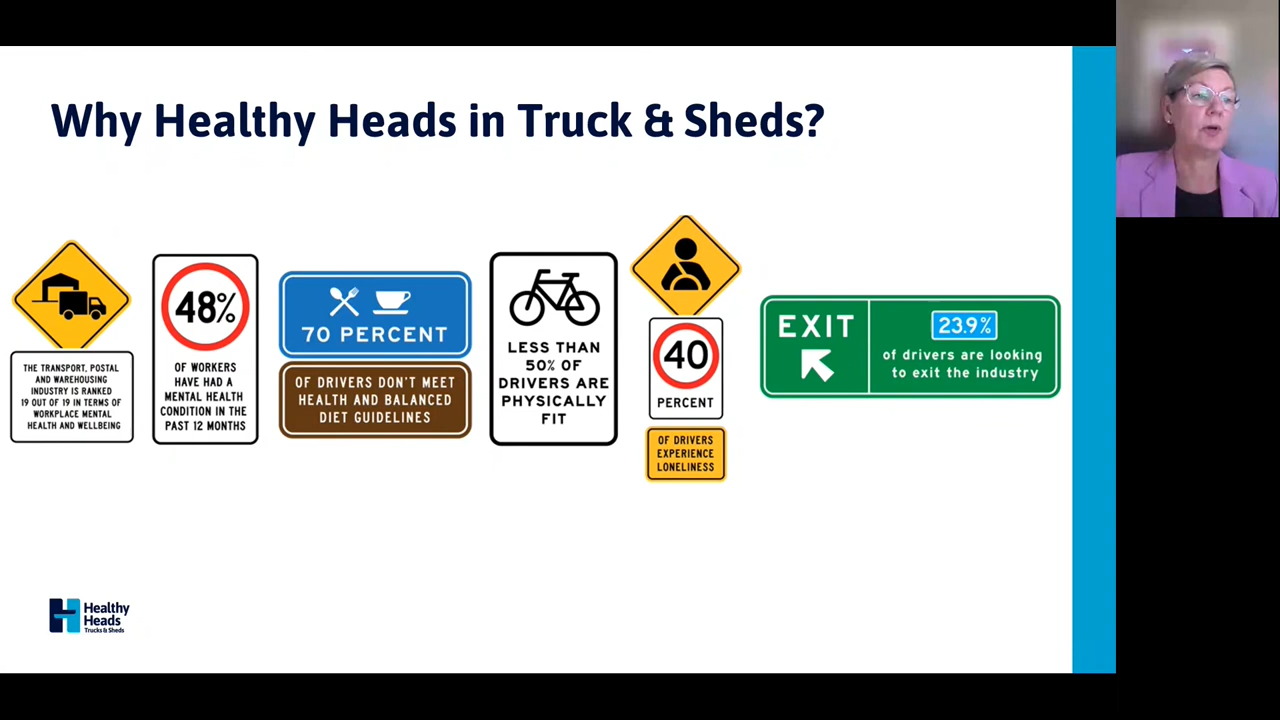 Why Healthy Heads in Truck & Sheds?
THE TRANSPORT, POSTAL
AND WAREHOUSING
INDUSTRY IS RANKED
19 OUT OF 19 IN TERMS OF
WORKPLACE MENTAL
HEALTH AND WELLBEING
48%
OF WORKERS
HAVE HAD A
MENTAL HEALTH
CONDITION IN THE
PAST 12 MONTHS
70 PERCENT
OF DRIVERS DON'T MEET
HEALTH AND BALANCED
DIET GUIDELINES
LESS THAN
50% OF
DRIVERS ARE
PHYSICALLY
FIT
40
PERCENT
OF DRIVERS
EXPERIENCE
LONELINESS
EXIT
23.9%
of drivers are looking
to exit the industry
Healthy
Heads
Trucks & Sheds